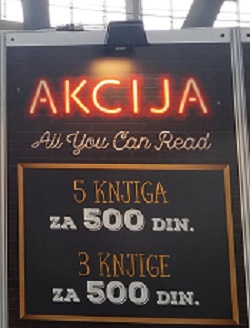 AKCIJA
All You Can Read
5 KNJIGA
ZA 500 DIN.
3 KNJIGE
ZA 500 DIN.